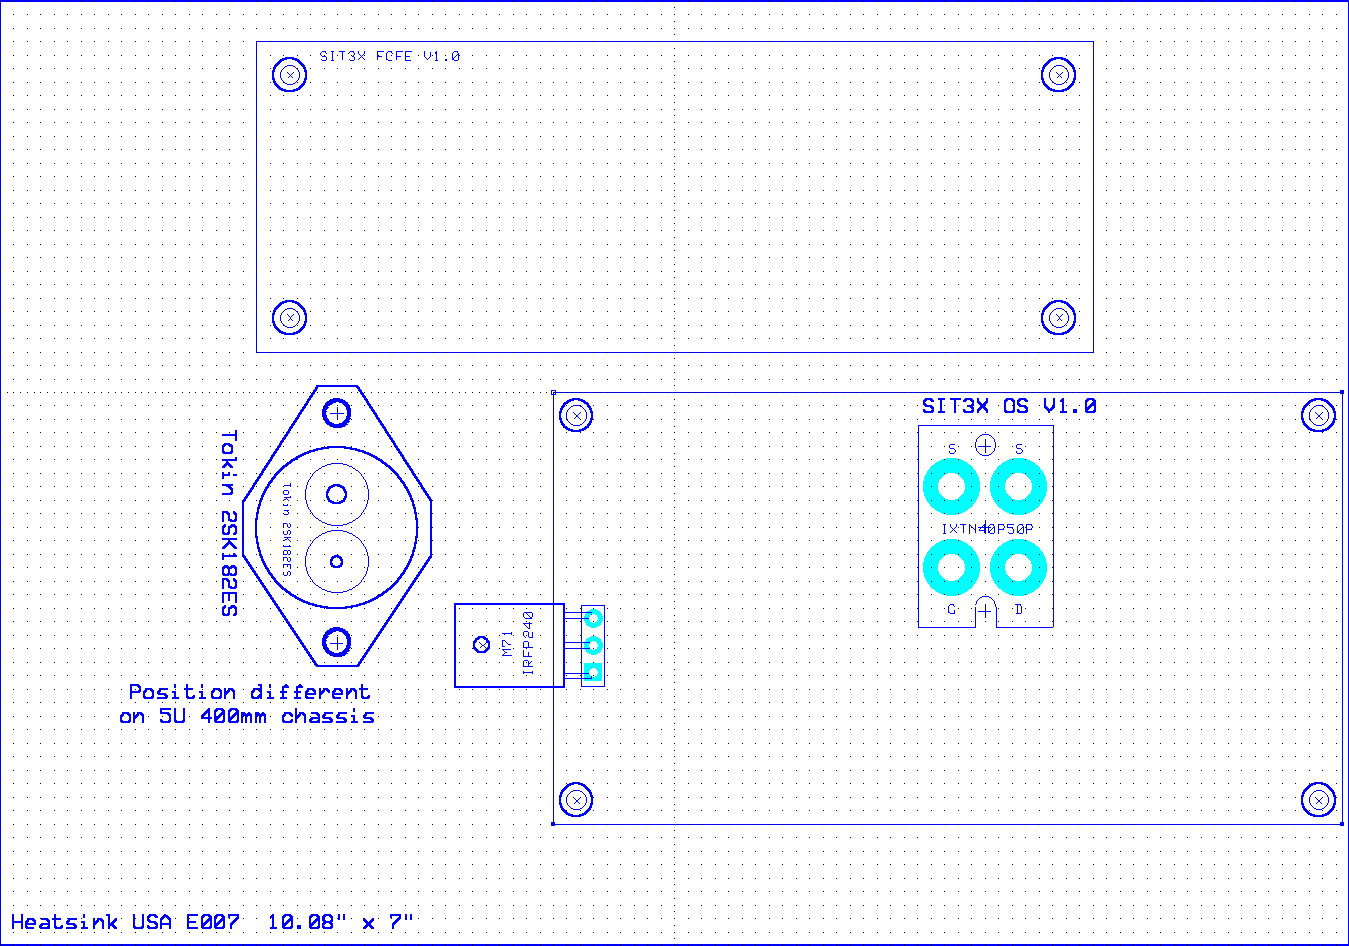 SIT3X FCFE V1.0
SIT3X OS V1.0
S S
IXTN40P50P
G D
Tokin 2SK182ES
Tokin 2SK182ES
M71
IRFP240
Position different
on 5U 400mm chassis
Heatsink USA E007 10.08" x 7"